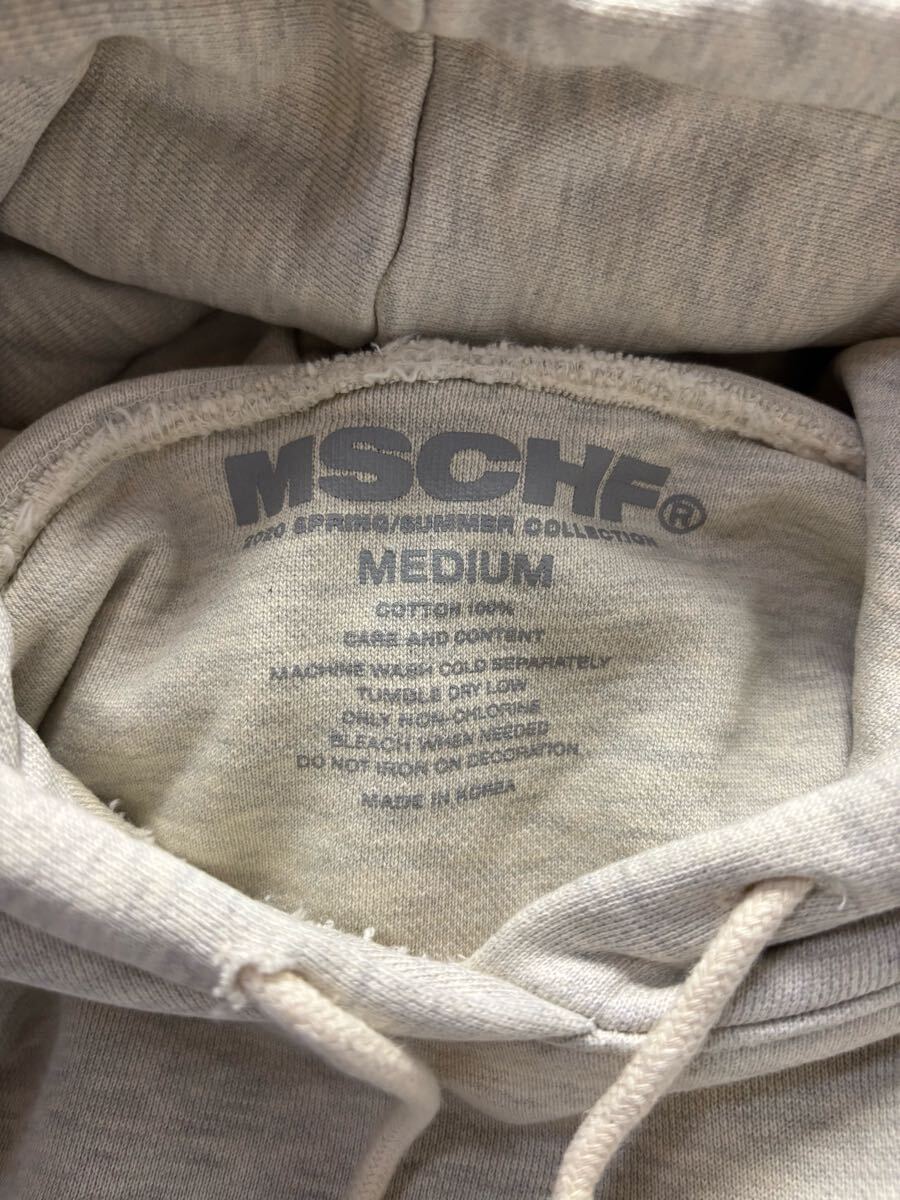 MSCHF®
2020 SPRING/SUMMER COLLECTION
MEDIUM
COTTON 100%
CARE AND CONTENT
MACHINE WASH COLD SEPARATELY
TUMBLE DRY LOW
ONLY NON-CHLORINE
BLEACH WHEN NEEDED
DO NOT IRON ON DECORATION
MADE IN KOREA